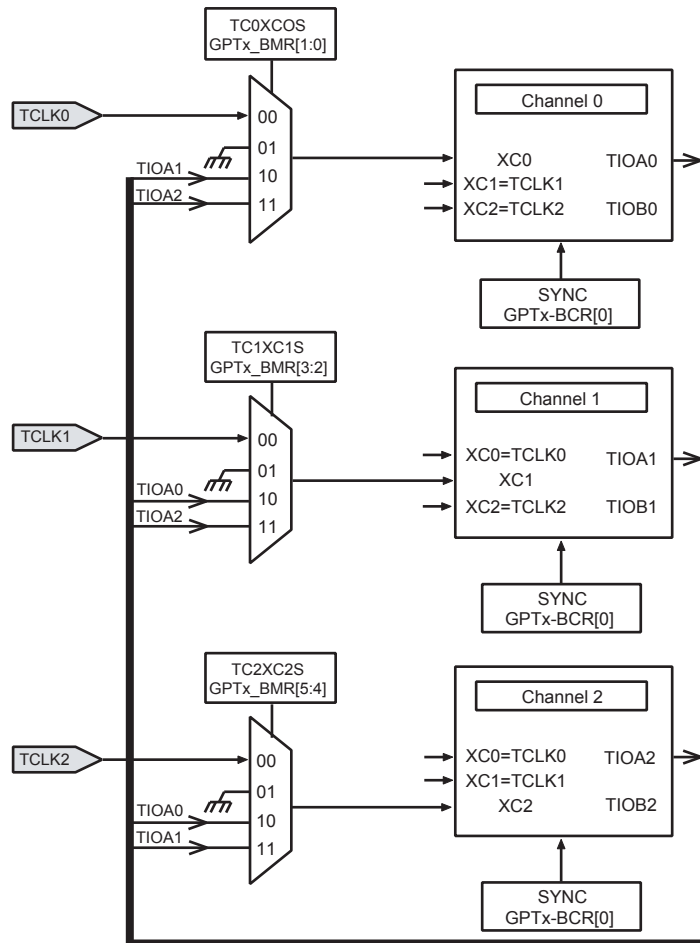 TC0XC0S
GPTx_BMR[1:0]
TCLK0
00
01
TIOA1
10
TIOA2
11
Channel 0
XC0
TIOA0
XC1=TCLK1
XC2=TCLK2
TIOB0
SYNC
GPTx-BCR[0]
TC1XC1S
GPTx_BMR[3:2]
TCLK1
00
01
TIOA0
10
TIOA2
11
Channel 1
XC0=TCLK0
TIOA1
XC1
XC2=TCLK2
TIOB1
SYNC
GPTx-BCR[0]
TC2XC2S
GPTx_BMR[5:4]
TCLK2
00
01
TIOA0
10
TIOA1
11
Channel 2
XC0=TCLK0
TIOA2
XC1=TCLK1
XC2
TIOB2
SYNC
GPTx-BCR[0]